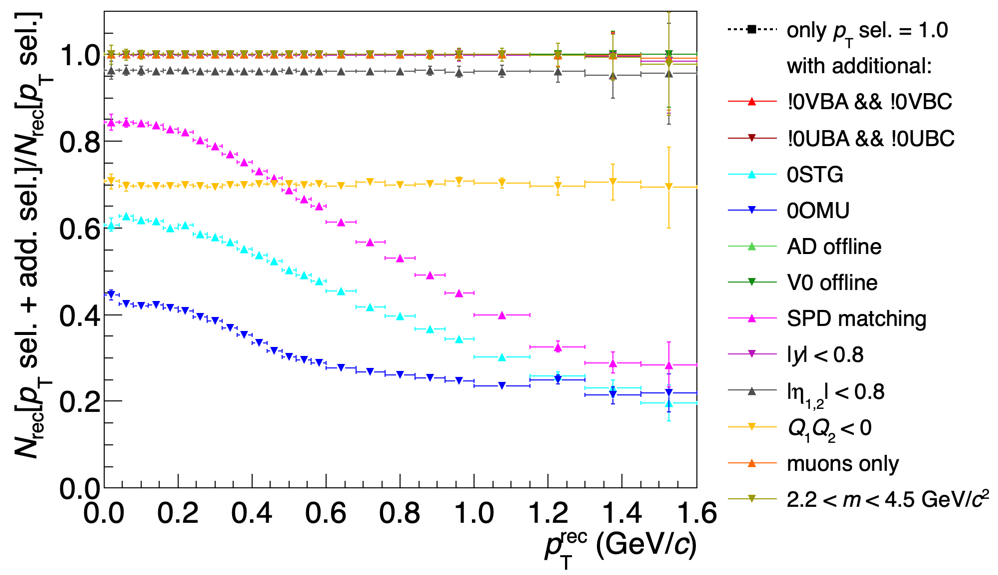 N_rec[p_T sel. + add. sel.]/N_rec[p_T sel.]
1.0
0.8
0.6
0.4
0.2
0.0
0.0 0.2 0.4 0.6 0.8 1.0 1.2 1.4 1.6
p_T^rec (GeV/c)
only p_T sel. = 1.0
with additional:
!0VBA && !0VBC
!0UBA && !0UBC
0STG
0OMU
AD offline
V0 offline
SPD matching
|y| < 0.8
|η_1,2| < 0.8
Q_1Q_2 < 0
muons only
2.2 < m < 4.5 GeV/c²